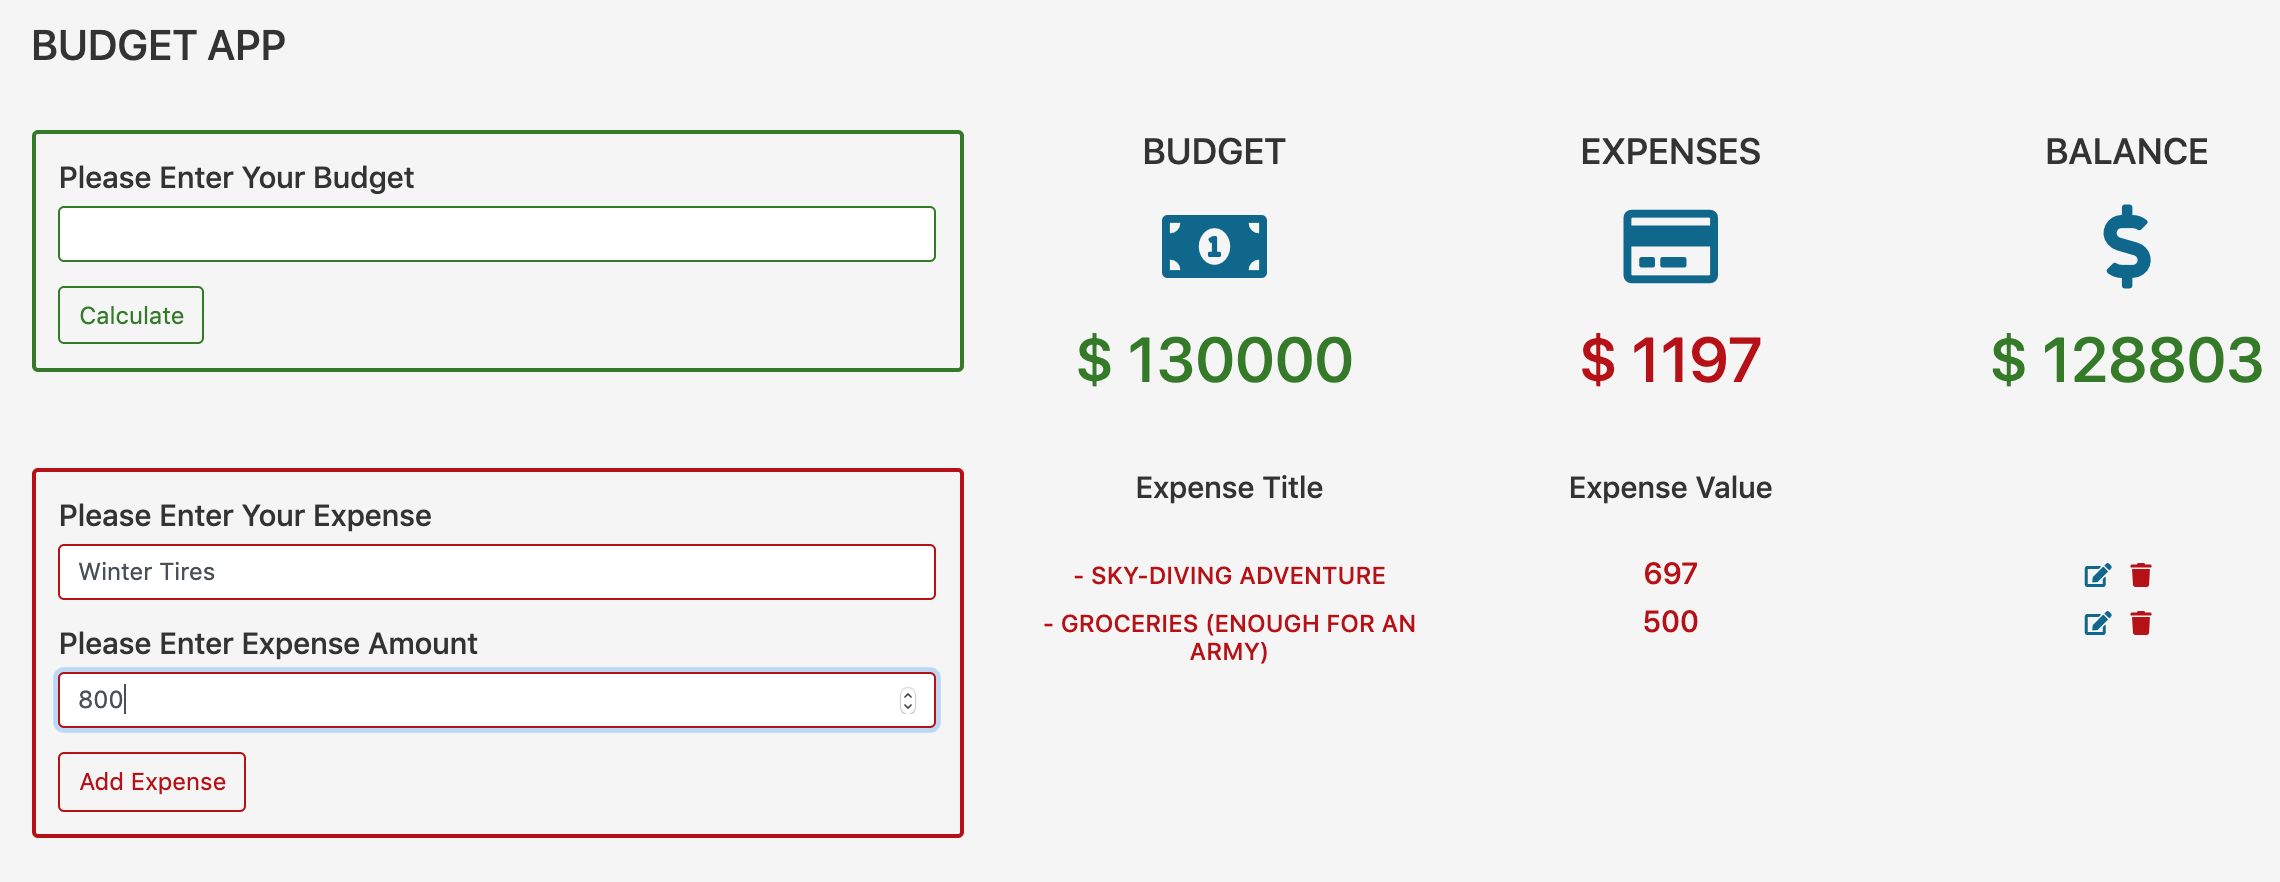 BUDGET APP
Please Enter Your Budget
Calculate
BUDGET
EXPENSES
BALANCE
1
$
$ 130000
$ 1197
$ 128803
Please Enter Your Expense
Winter Tires
Please Enter Expense Amount
800
Add Expense
Expense Title
Expense Value
- SKY-DIVING ADVENTURE
697
- GROCERIES (ENOUGH FOR AN
ARMY)
500